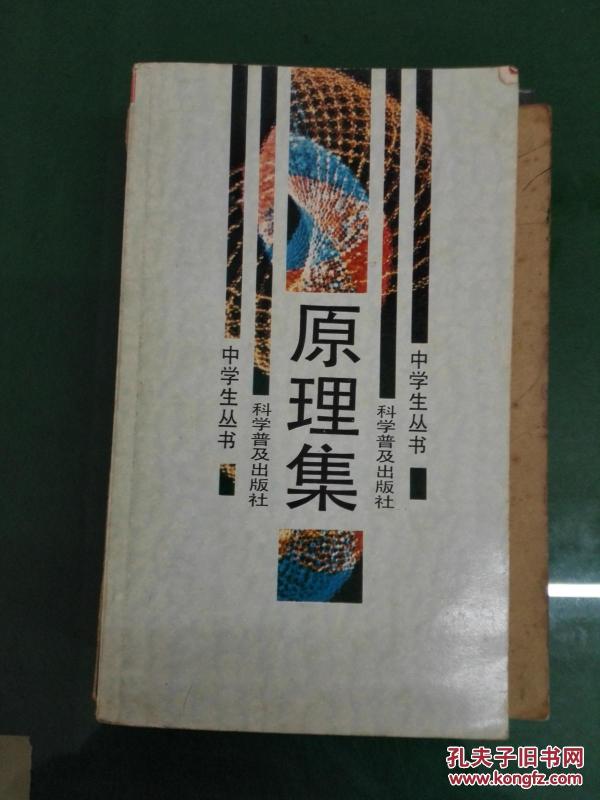 原理集
中学生丛书
科学普及出版社
科学普及出版社
中学生丛书
孔夫子旧书网
www.kongfz.com